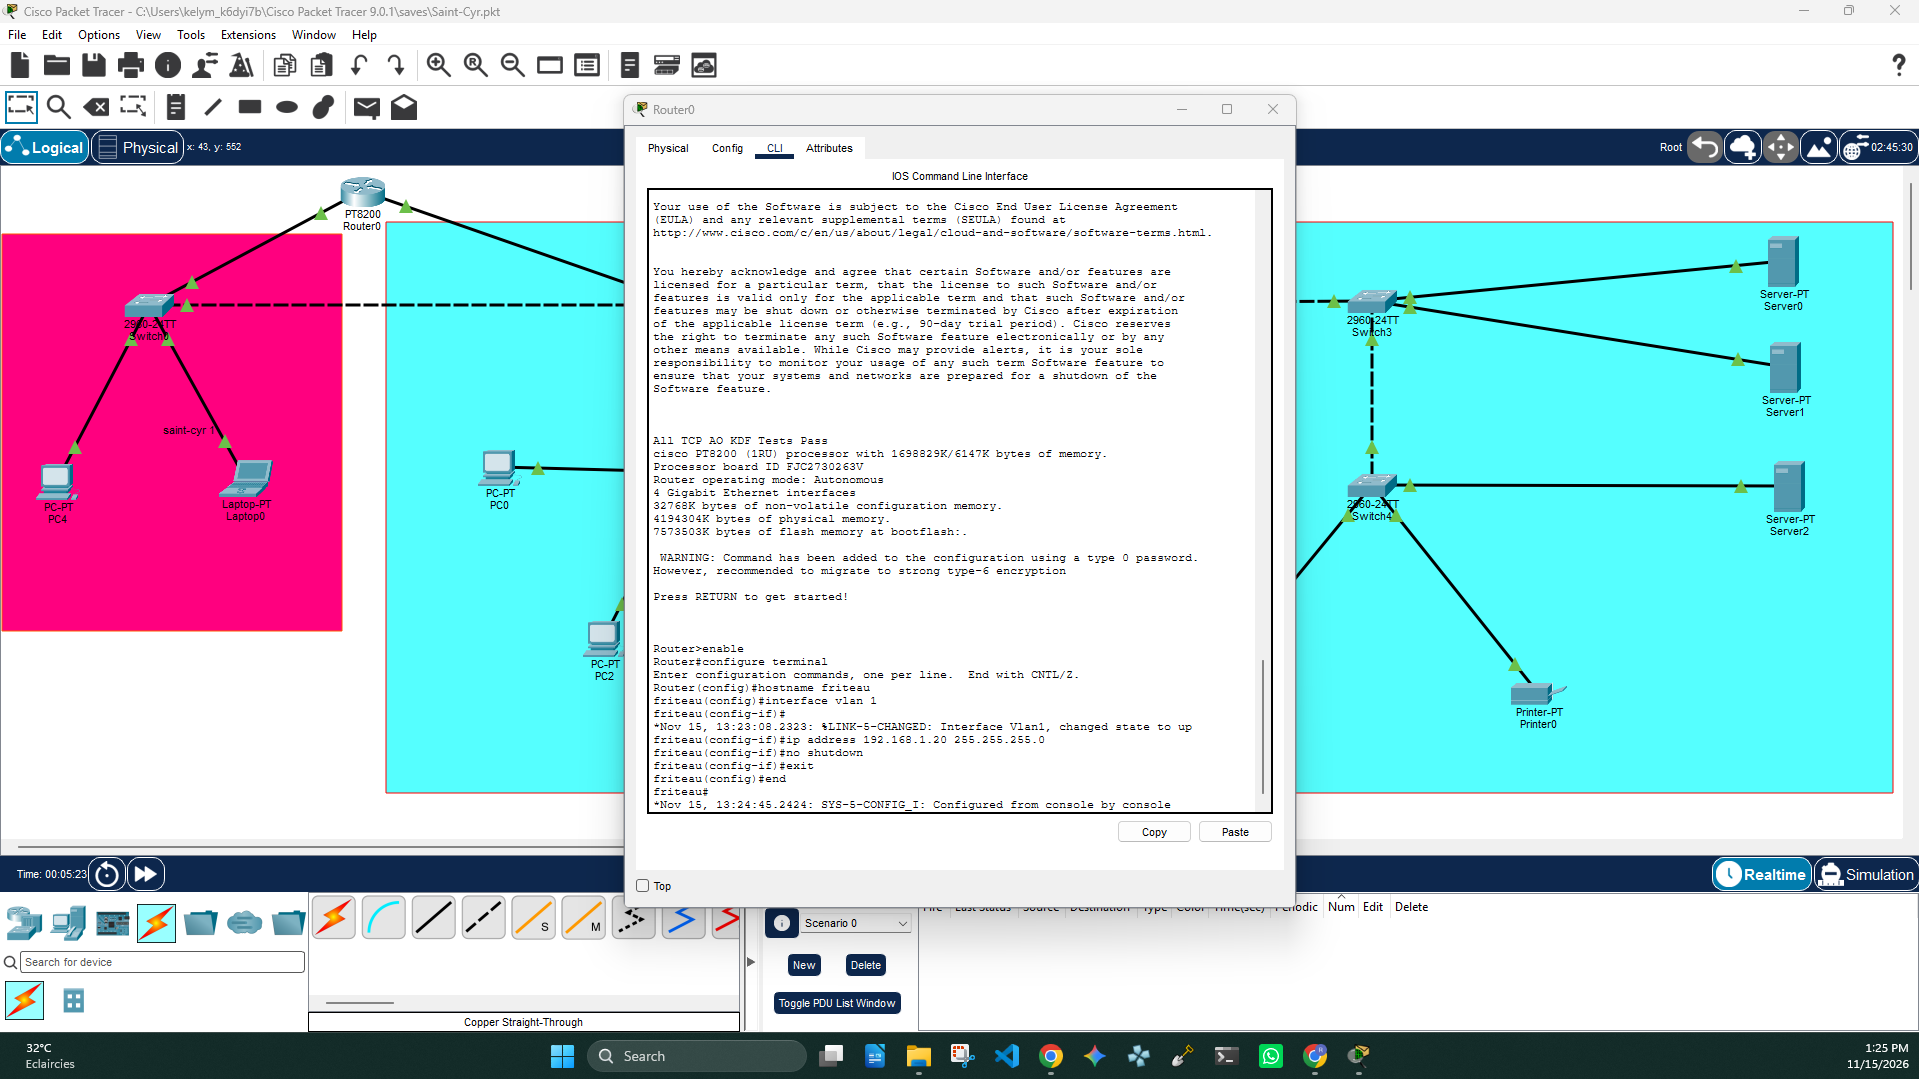 Cisco Packet Tracer - C:\Users\kelym_k6dyi7b\Cisco Packet Tracer 9.0.1\saves\Saint-Cyr.pkt
File Edit Options View Tools Extensions Window Help
Logical Physical x: 43, y: 552
Root 02:45:30
PT8200
Router0
2960-24TT
Switch0
saint-cyr 1
PC-PT
PC4
Laptop-PT
Laptop0
PC-PT
PC0
PC-PT
PC2
Router0
Physical Config CLI Attributes
IOS Command Line Interface
Your use of the Software is subject to the Cisco End User License Agreement
(EULA) and any relevant supplemental terms (SEULA) found at
http://www.cisco.com/c/en/us/about/legal/cloud-and-software/software-terms.html.
You hereby acknowledge and agree that certain Software and/or features are
licensed for a particular term, that the license to such Software and/or
features is valid only for the applicable term and that such Software and/or
features may be shut down or otherwise terminated by Cisco after expiration
of the applicable license term (e.g., 90-day trial period). Cisco reserves
the right to terminate any such Software feature electronically or by any
other means available. While Cisco may provide alerts, it is your sole
responsibility to monitor your usage of any such term Software feature to
ensure that your systems and networks are prepared for a shutdown of the
Software feature.
All TCP AO KDF Tests Pass
cisco PT8200 (1RU) processor with 1698829K/6147K bytes of memory.
Processor board ID FJC2730263V
Router operating mode: Autonomous
4 Gigabit Ethernet interfaces
32768K bytes of non-volatile configuration memory.
4194304K bytes of physical memory.
7573503K bytes of flash memory at bootflash:.
WARNING: Command has been added to the configuration using a type 0 password.
However, recommended to migrate to strong type-6 encryption
Press RETURN to get started!
Router>enable
Router#configure terminal
Enter configuration commands, one per line. End with CNTL/Z.
Router(config)#hostname friteau
friteau(config)#interface vlan 1
friteau(config-if)#
*Nov 15, 13:23:08.2323: %LINK-5-CHANGED: Interface Vlan1, changed state to up
friteau(config-if)#ip address 192.168.1.20 255.255.255.0
friteau(config-if)#no shutdown
friteau(config-if)#exit
friteau(config)#end
friteau#
*Nov 15, 13:24:45.2424: SYS-5-CONFIG_I: Configured from console by console
Copy Paste
Top
2960-24TT
Switch3
Server-PT
Server0
Server-PT
Server1
2960-24TT
Switch4
Server-PT
Server2
Printer-PT
Printer0
Time: 00:05:23
Realtime Simulation
S M
Search for device
Copper Straight-Through
Scenario 0
New Delete
Toggle PDU List Window
Fire Last Status Source Destination Type Color Time(sec) Periodic Num Edit Delete
32°C
Eclaircies
Search
1:25 PM
11/15/2026